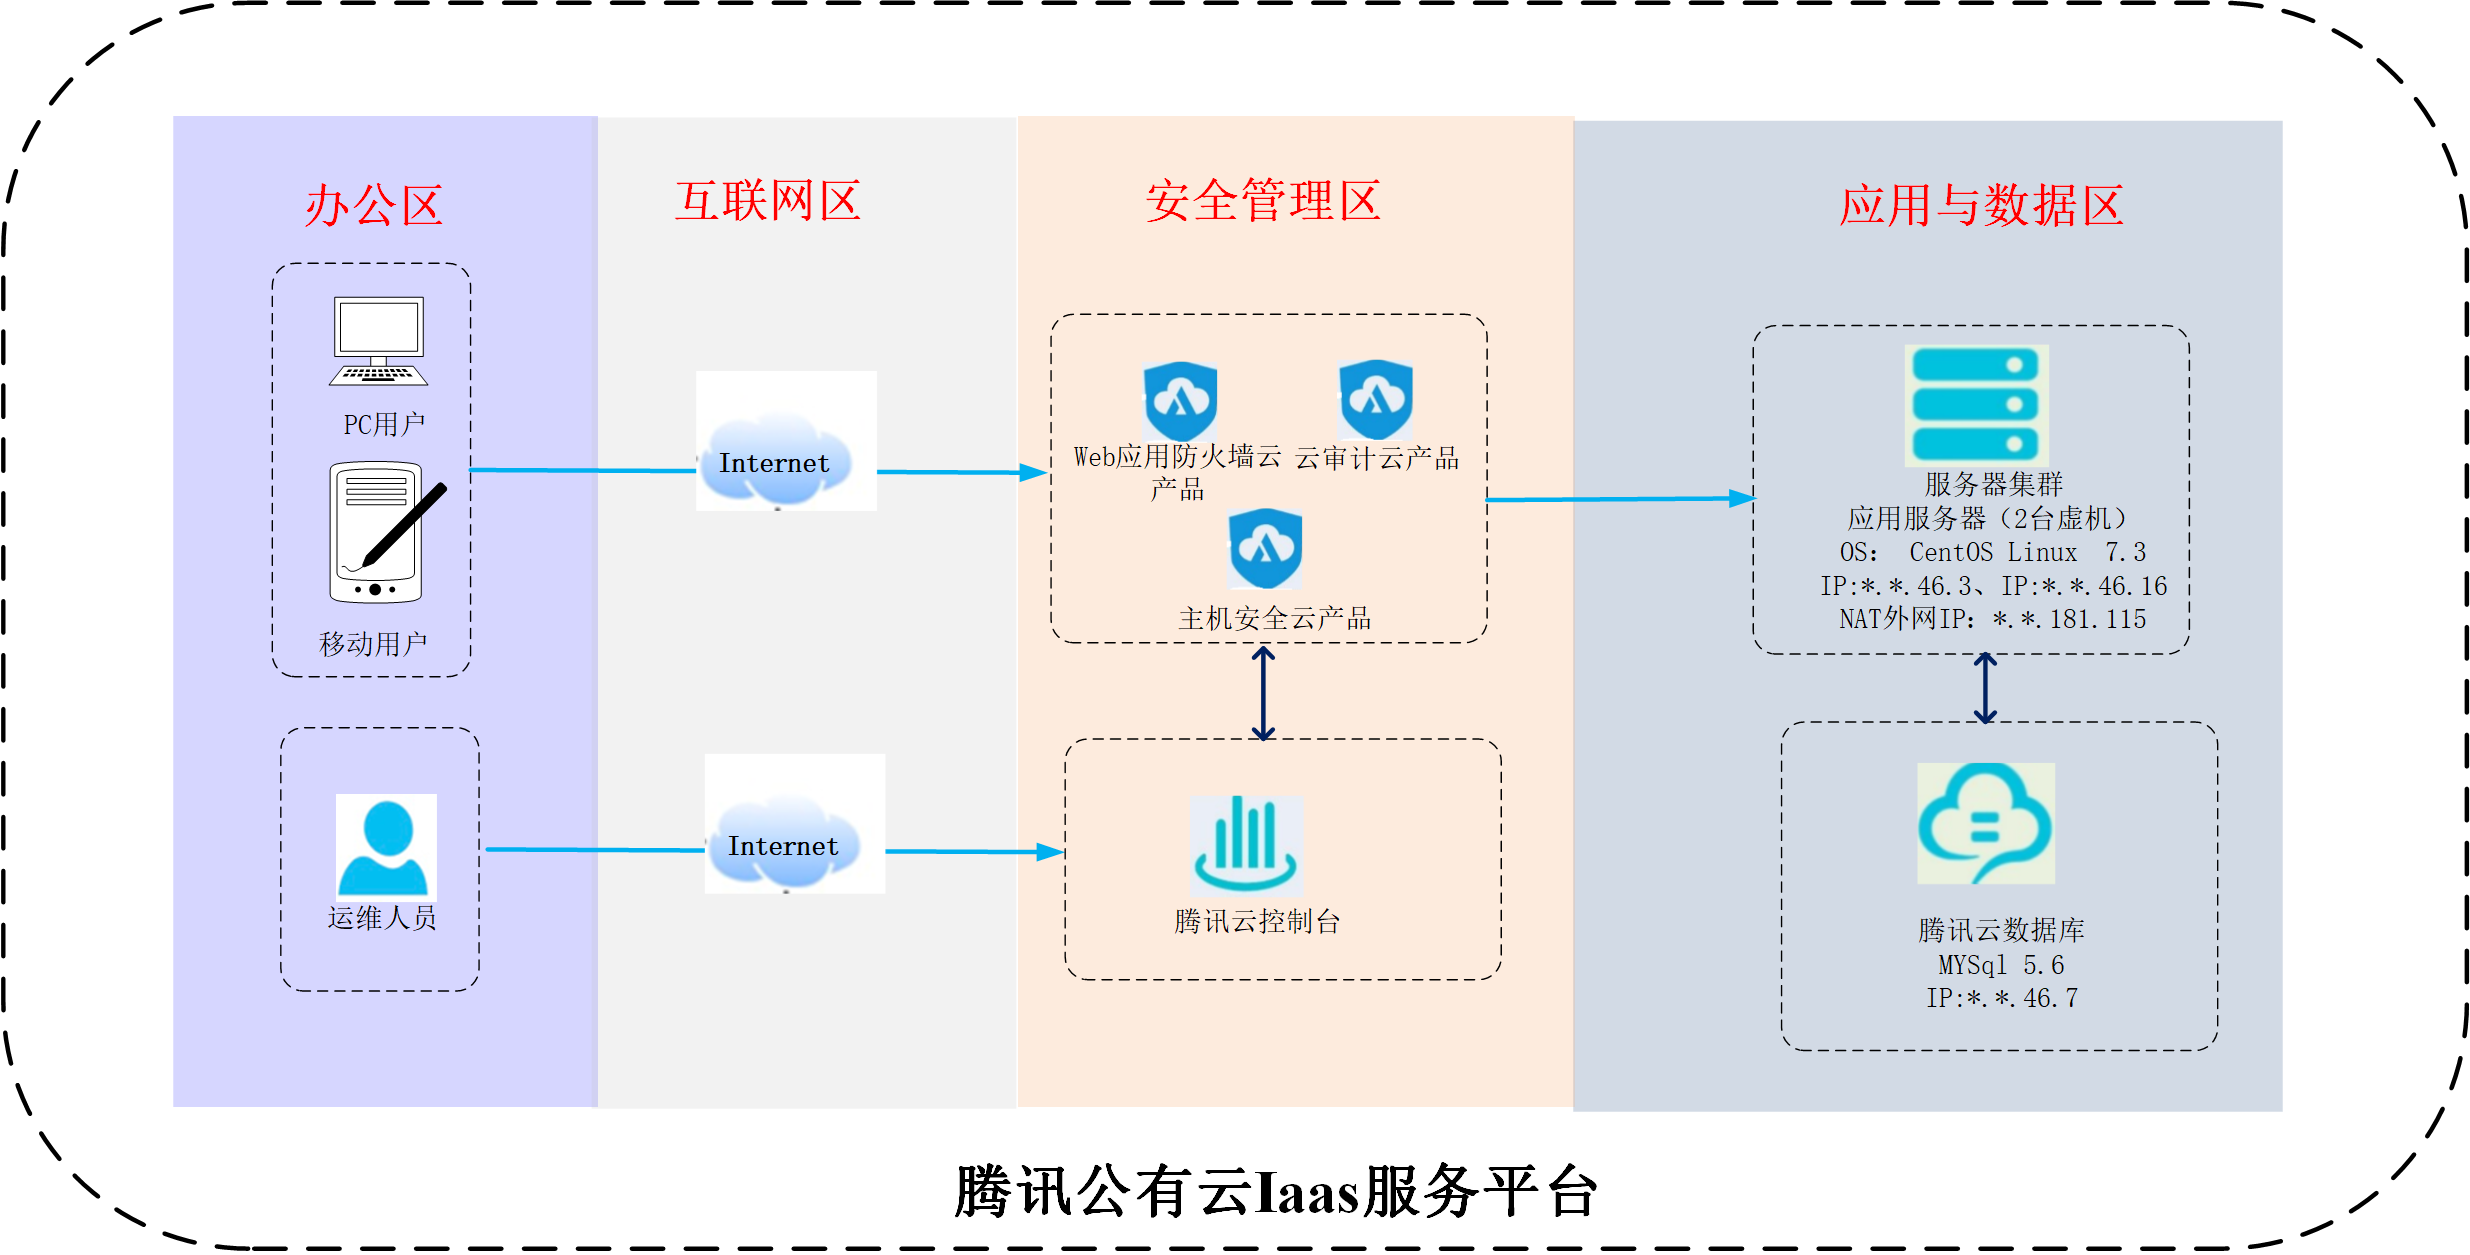 办公区
PC用户
移动用户
运维人员
互联网区
Internet
Internet
安全管理区
Web应用防火墙云
产品
云审计云产品
主机安全云产品
腾讯云控制台
应用与数据区
服务器集群
应用服务器（2台虚机）
OS： CentOS Linux 7.3
IP:*.*.46.3、IP:*.*.46.16
NAT外网IP：*.*.181.115
腾讯云数据库
MYSql 5.6
IP:*.*.46.7
腾讯公有云Iaas服务平台